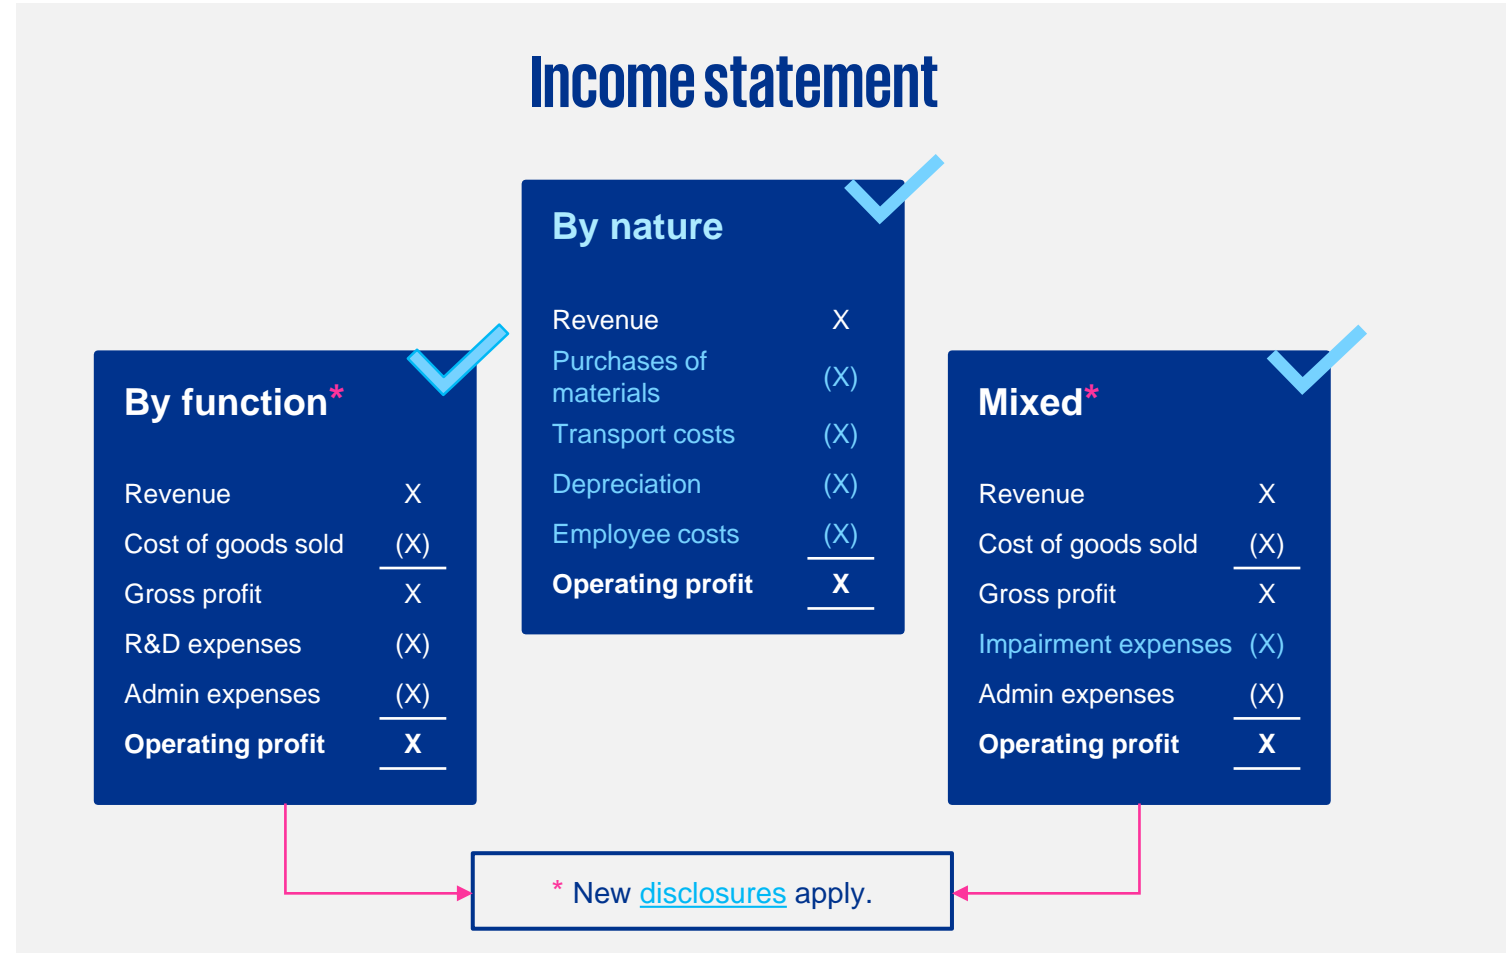 Income statement
By function*
Revenue X
Cost of goods sold (X)
Gross profit X
R&D expenses (X)
Admin expenses (X)
Operating profit X
By nature
Revenue X
Purchases of
materials (X)
Transport costs (X)
Depreciation (X)
Employee costs (X)
Operating profit X
Mixed*
Revenue X
Cost of goods sold (X)
Gross profit X
Impairment expenses (X)
Admin expenses (X)
Operating profit X
* New disclosures apply.